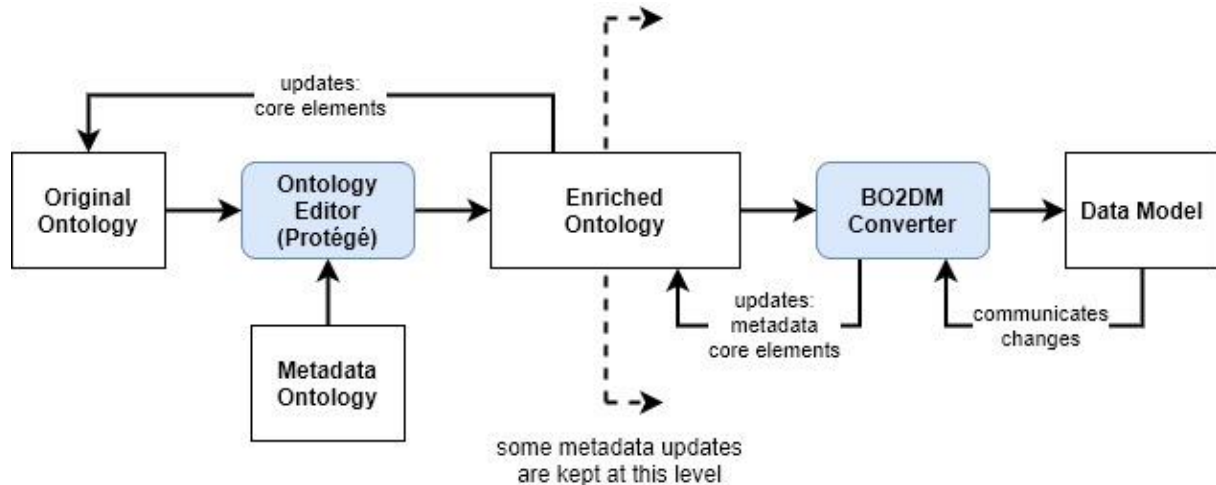 updates:
core elements
Original
Ontology
Ontology
Editor
(Protégé)
Enriched
Ontology
BO2DM
Converter
Data Model
updates:
metadata
core elements
communicates
changes
Metadata
Ontology
some metadata updates
are kept at this level